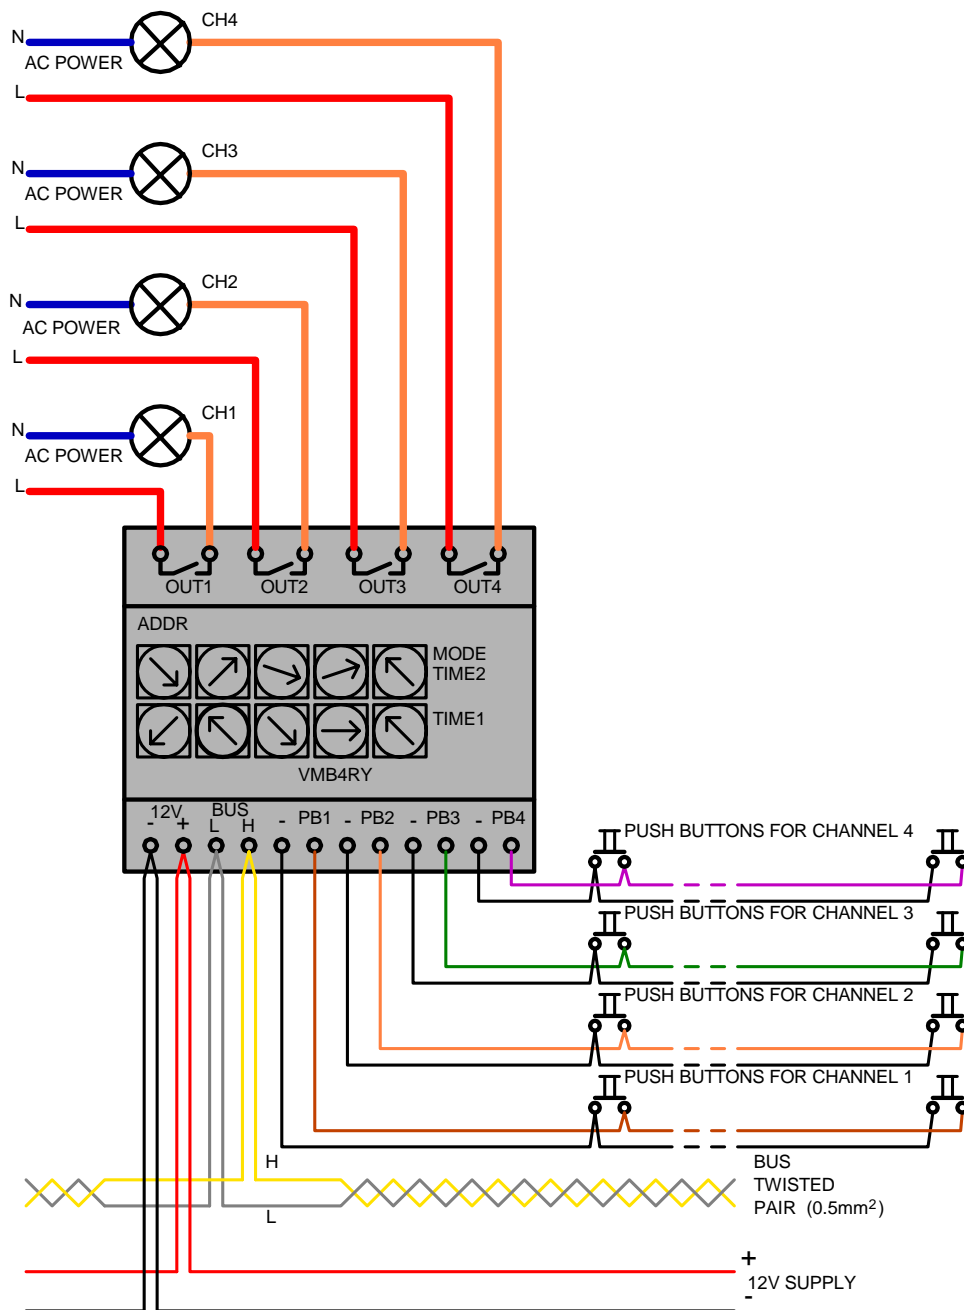 CH4
N
AC POWER
L
CH3
N
AC POWER
L
CH2
N
AC POWER
L
CH1
N
AC POWER
L
OUT1 OUT2 OUT3 OUT4
ADDR
MODE
TIME2
TIME1
VMB4RY
12V BUS
- + L H - PB1 - PB2 - PB3 - PB4
PUSH BUTTONS FOR CHANNEL 4
PUSH BUTTONS FOR CHANNEL 3
PUSH BUTTONS FOR CHANNEL 2
PUSH BUTTONS FOR CHANNEL 1
H
L
BUS
TWISTED
PAIR (0.5mm²)
+
12V SUPPLY
-